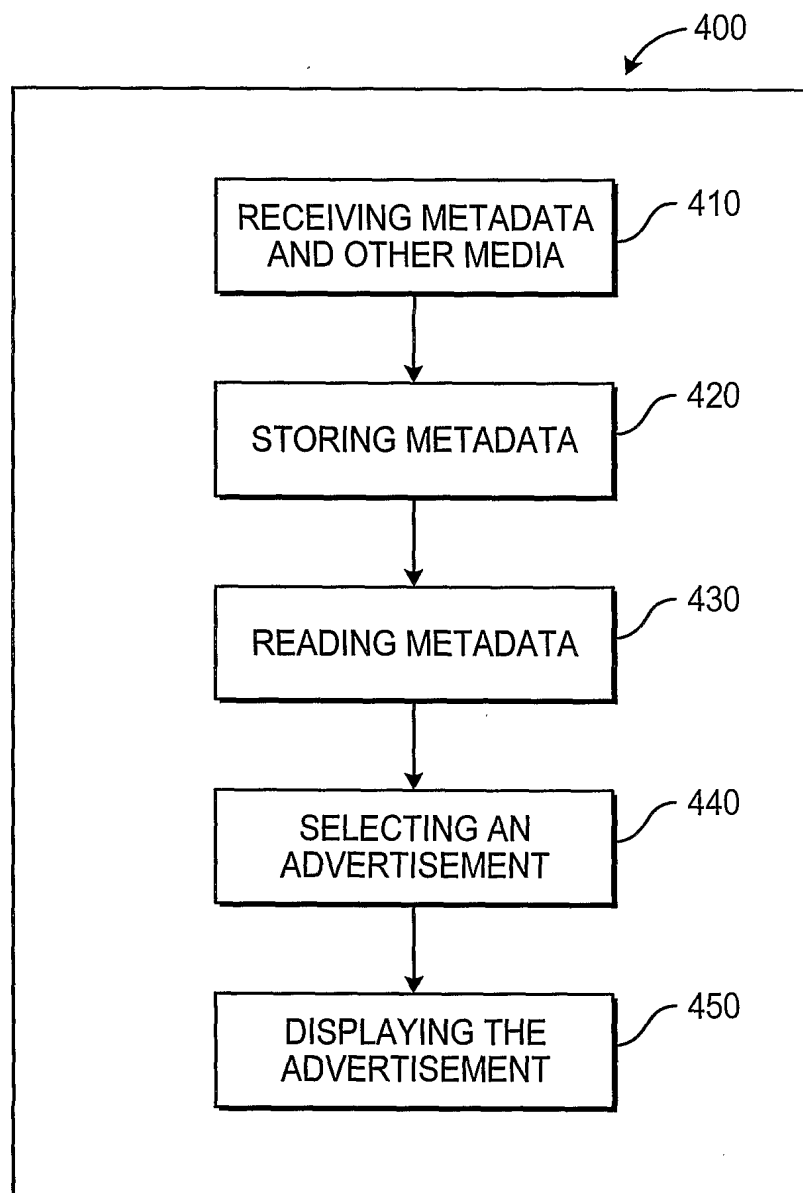 400
RECEIVING METADATA
AND OTHER MEDIA
410
STORING METADATA
420
READING METADATA
430
SELECTING AN
ADVERTISEMENT
440
DISPLAYING THE
ADVERTISEMENT
450